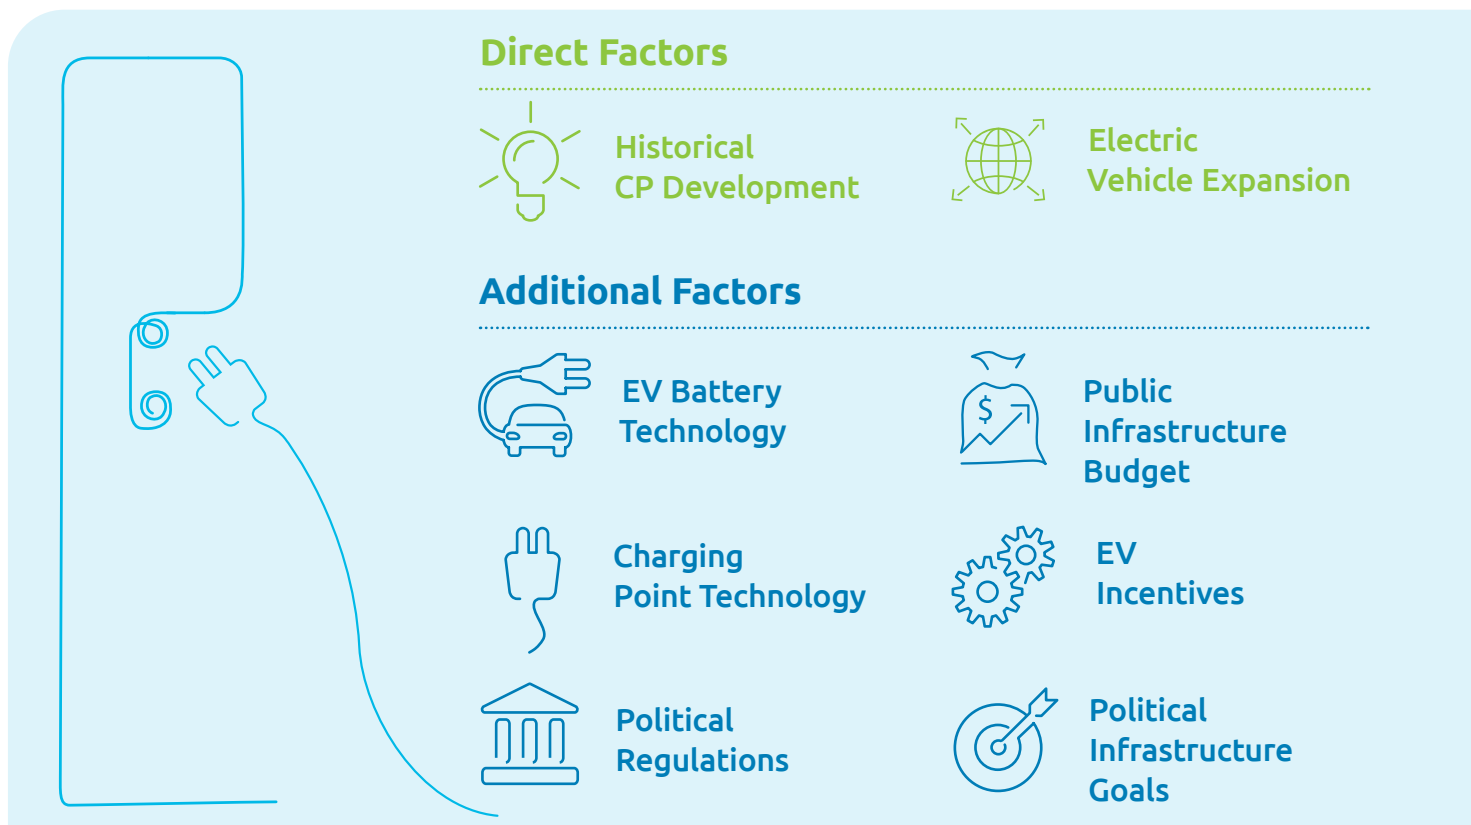 Direct Factors
Historical
CP Development
Electric
Vehicle Expansion
Additional Factors
EV Battery
Technology
$
Public
Infrastructure
Budget
Charging
Point Technology
EV
Incentives
Political
Regulations
Political
Infrastructure
Goals